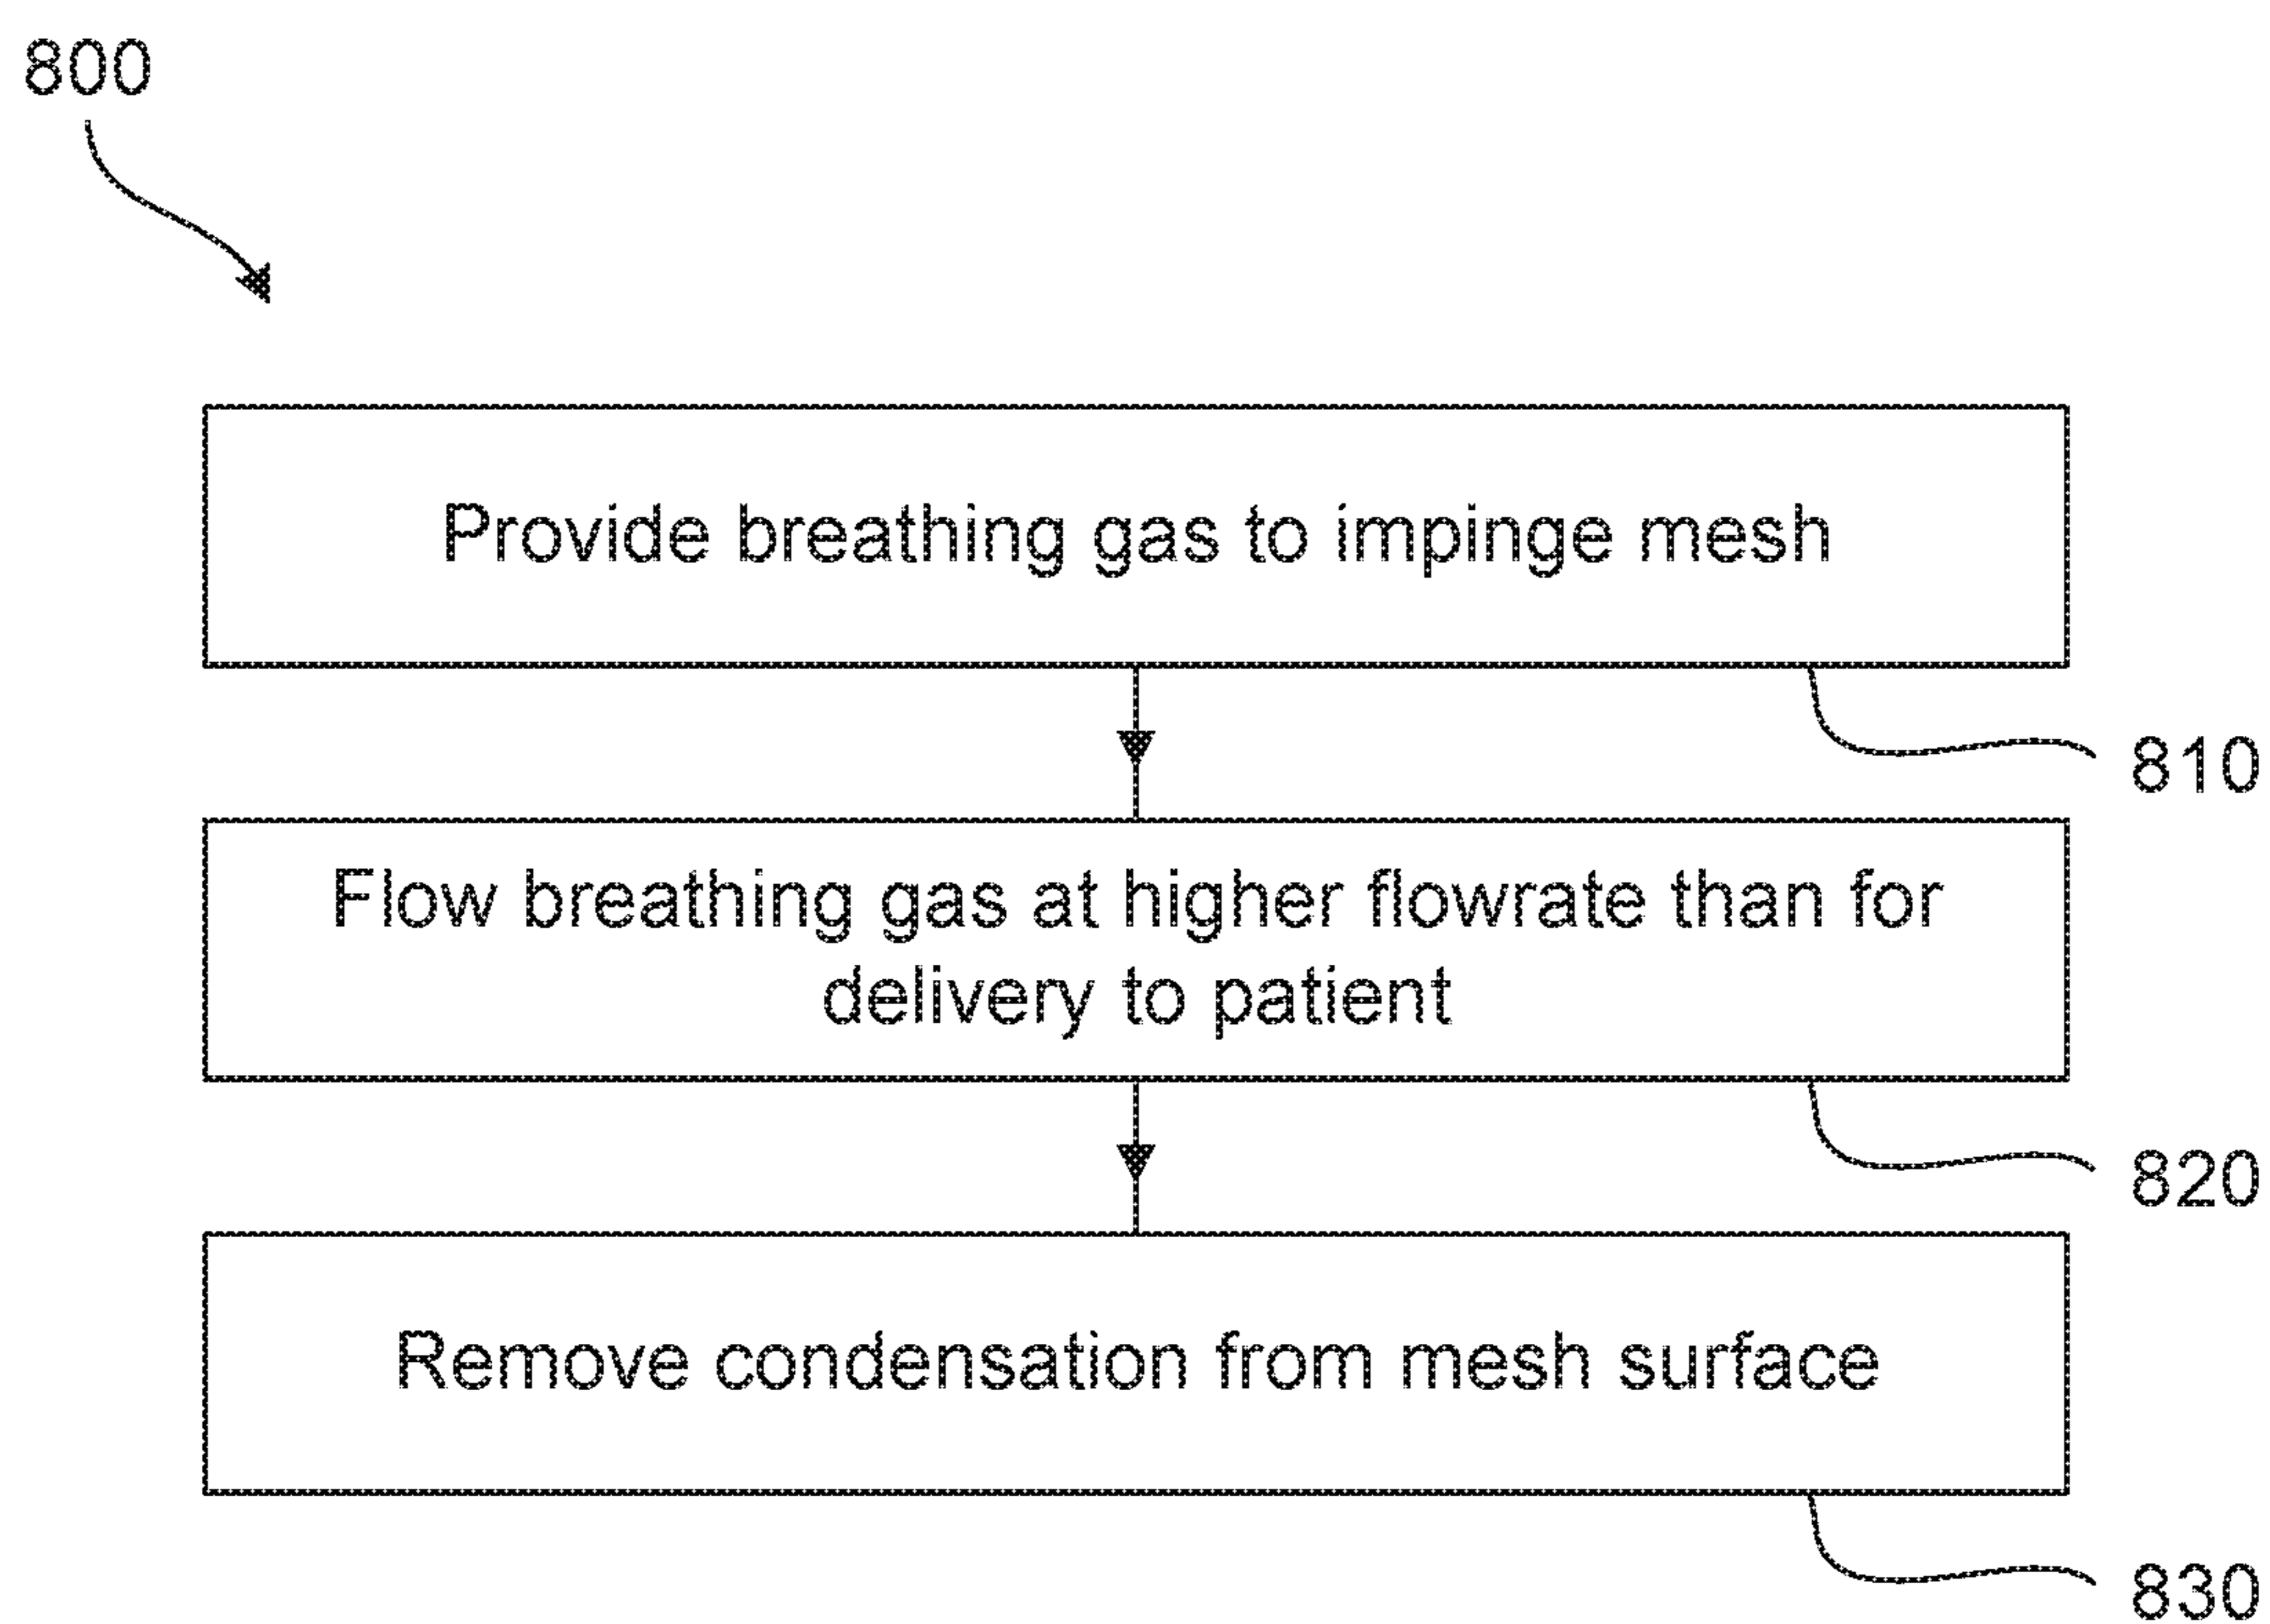 800
Provide breathing gas to impinge mesh
810
Flow breathing gas at higher flowrate than for
delivery to patient
820
Remove condensation from mesh surface
830